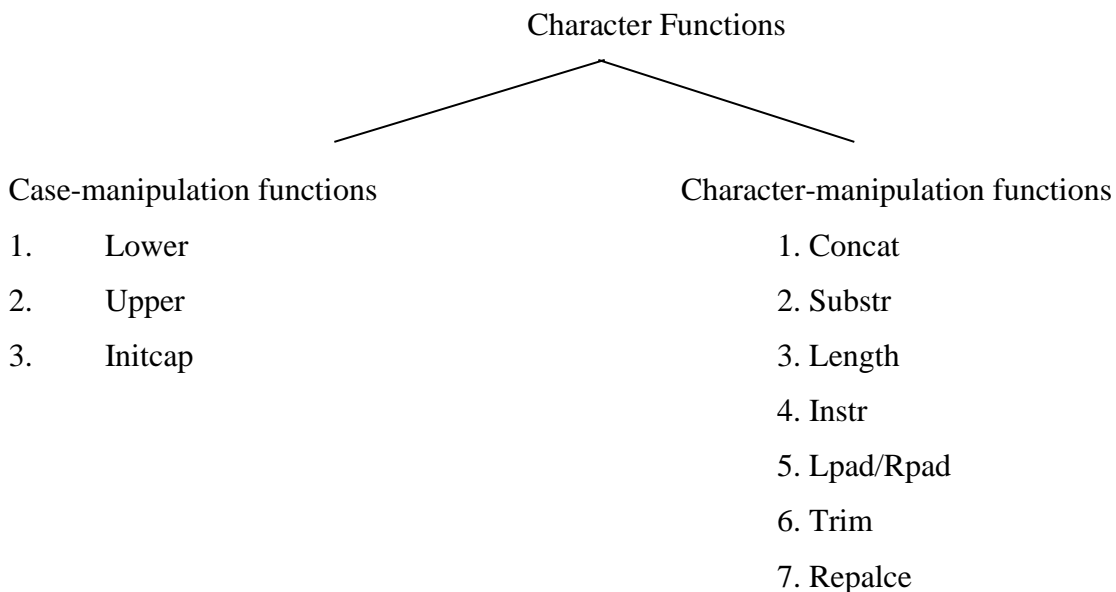 Character Functions
Case-manipulation functions
1. Lower
2. Upper
3. Initcap
Character-manipulation functions
1. Concat
2. Substr
3. Length
4. Instr
5. Lpad/Rpad
6. Trim
7. Repalce